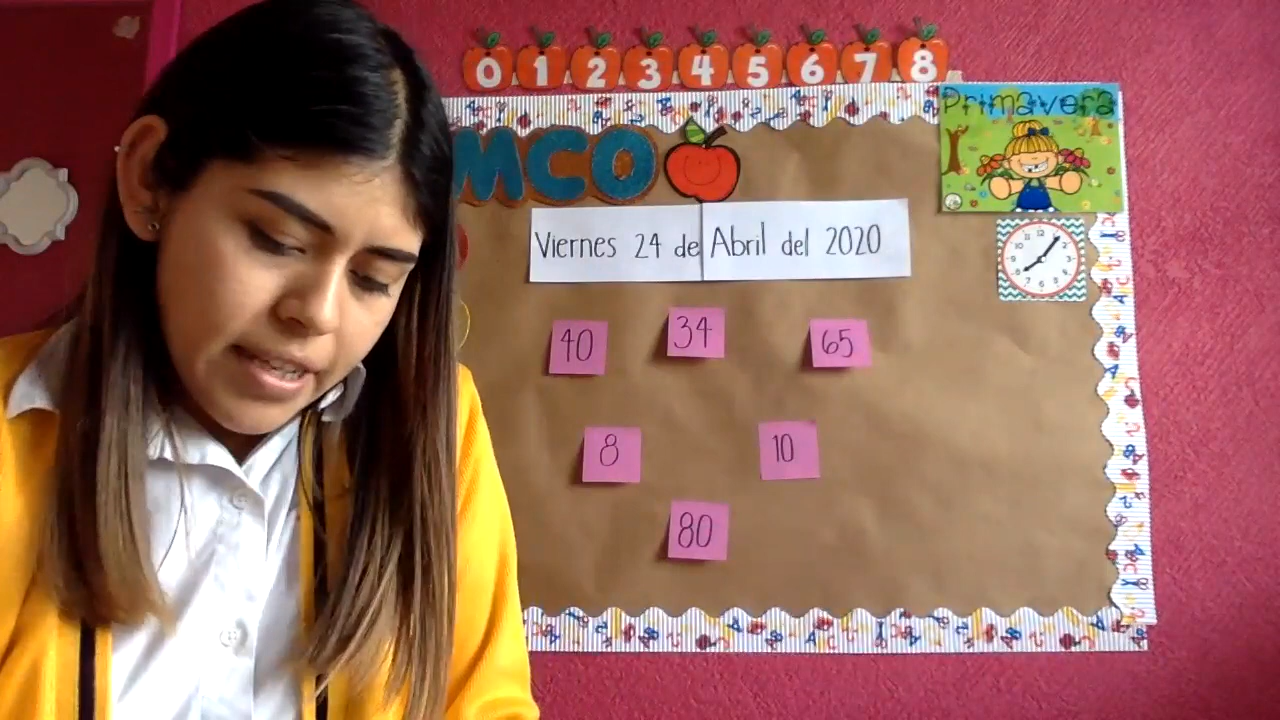 0 1 2 3 4 5 6 7 8
Primavera
MCO
Viernes 24 de Abril del 2020
40 34 65
8 10
80